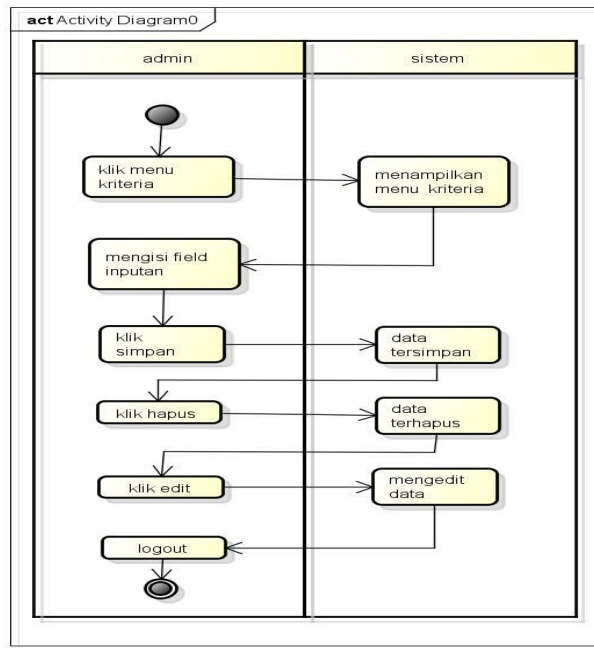 act Activity Diagram0
admin
sistem
klik menu
kriteria
menampilkan
menu kriteria
mengisi field
inputan
klik
simpan
data
tersimpan
klik hapus
data
terhapus
klik edit
mengedit
data
logout